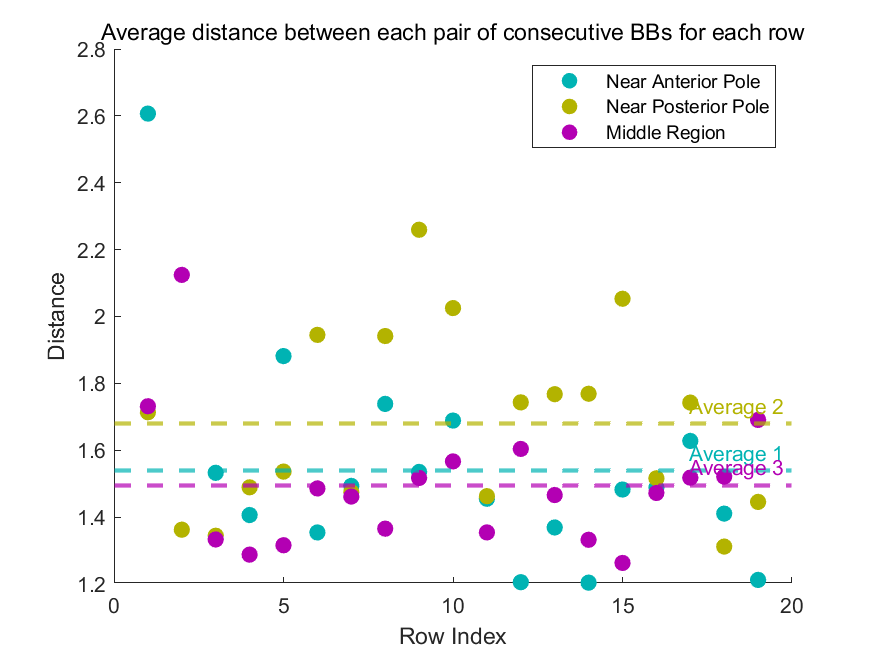 Average distance between each pair of consecutive BBs for each row
Near Anterior Pole
Near Posterior Pole
Middle Region
2.8
2.6
2.4
2.2
2
1.8
1.6
1.4
1.2
Distance
Average 2
Average 1
Average 3
0
5
10
15
20
Row Index